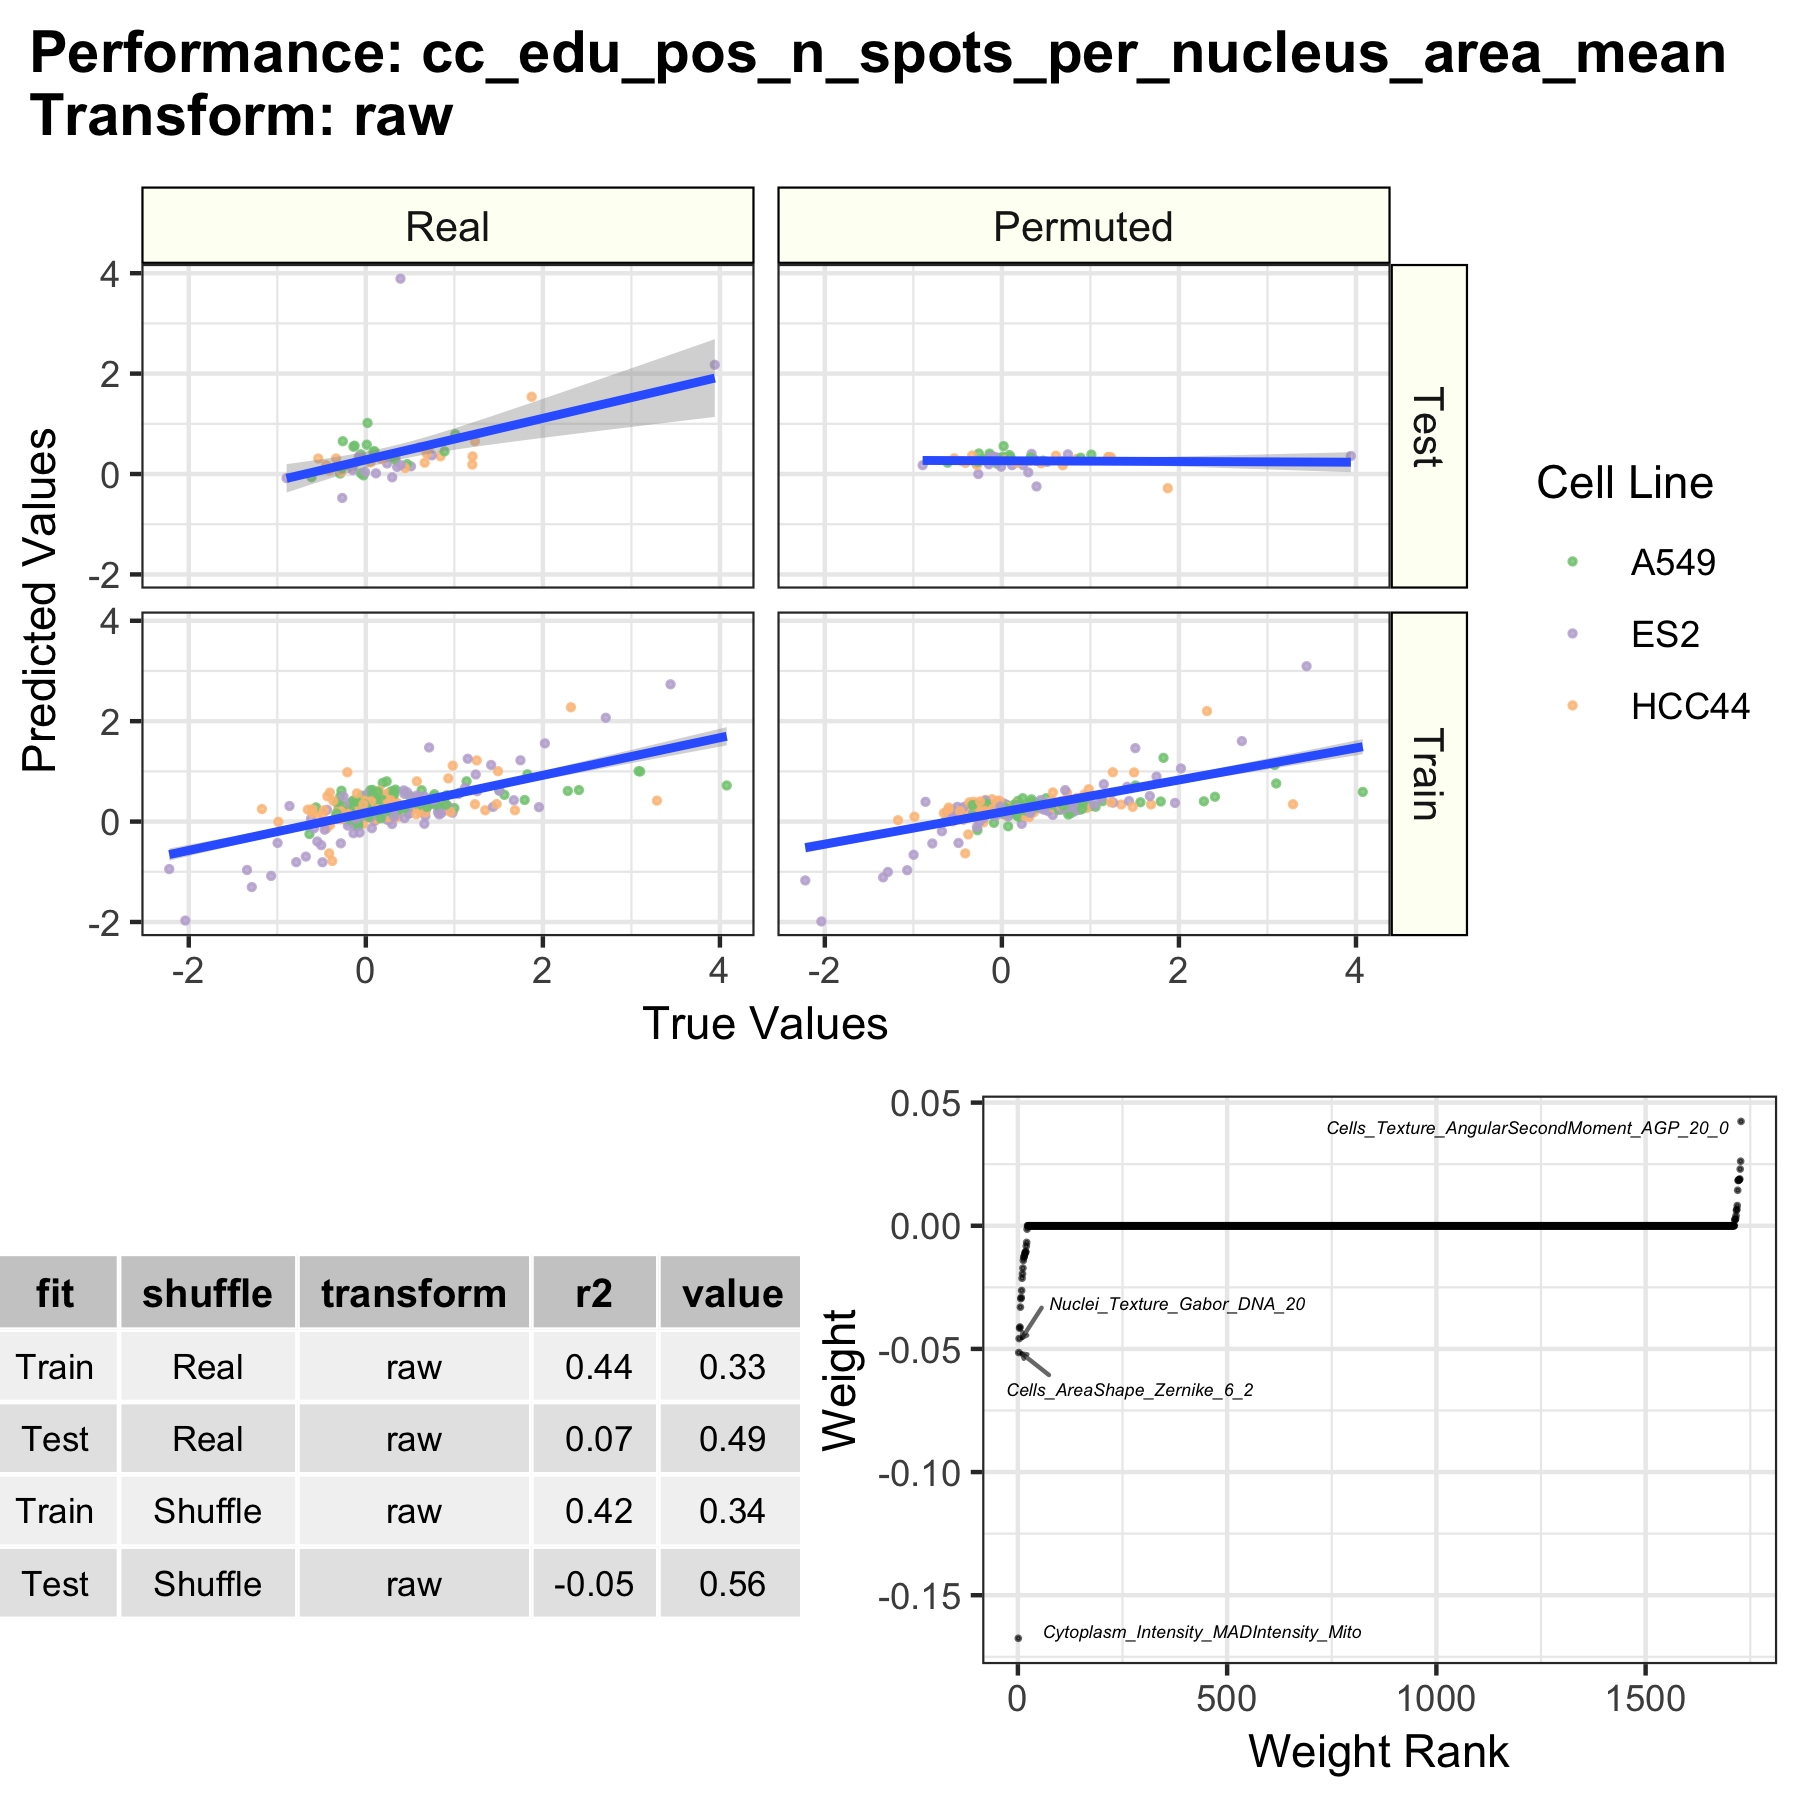 Performance: cc_edu_pos_n_spots_per_nucleus_area_mean
Transform: raw
Real
Permuted
4
2
0
-2
Test
4
2
0
-2
Train
Predicted Values
-2
0
2
4
-2
0
2
4
True Values
Cell Line
A549
ES2
HCC44
fit shuffle transform r2 value
Train Real raw 0.44 0.33
Test Real raw 0.07 0.49
Train Shuffle raw 0.42 0.34
Test Shuffle raw -0.05 0.56
Weight
0.05
0.00
-0.05
-0.10
-0.15
Cells_Texture_AngularSecondMoment_AGP_20_0
Nuclei_Texture_Gabor_DNA_20
Cells_AreaShape_Zernike_6_2
Cytoplasm_Intensity_MADIntensity_Mito
0
500
1000
1500
Weight Rank